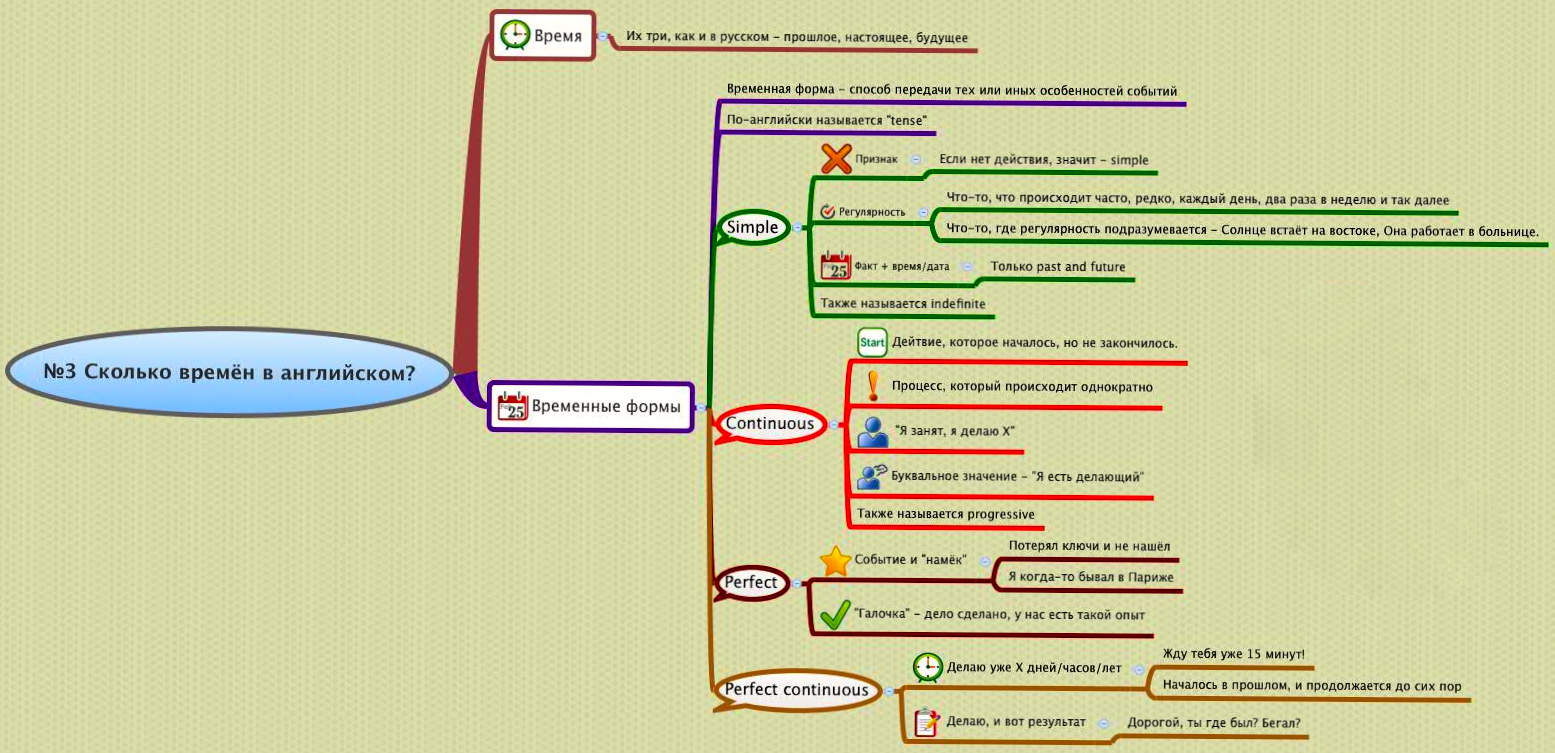 Время
Их три, как и в русском – прошлое, настоящее, будущее
Временная форма – способ передачи тех или иных особенностей событий
По-английски называется "tense"
Признак
Если нет действия, значит – simple
Что-то, что происходит часто, редко, каждый день, два раза в неделю и так далее
Регулярность
Simple
Что-то, где регулярность подразумевается – Солнце встаёт на востоке, Она работает в больнице.
25
Факт + время/дата
Только past and future
Также называется indefinite
Start
Дейтвие, которое началось, но не закончилось.
№3 Сколько времён в английском?
Процесс, который происходит однократно
25
Временные формы
Continuous
"Я занят, я делаю X"
Буквальное значение – "Я есть делающий"
Также называется progressive
Потерял ключи и не нашёл
Событие и "намёк"
Я когда-то бывал в Париже
Perfect
"Галочка" – дело сделано, у нас есть такой опыт
Жду тебя уже 15 минут!
Делаю уже X дней/часов/лет
Началось в прошлом, и продолжается до сих пор
Perfect continuous
Делаю, и вот результат
Дорогой, ты где был? Бегал?